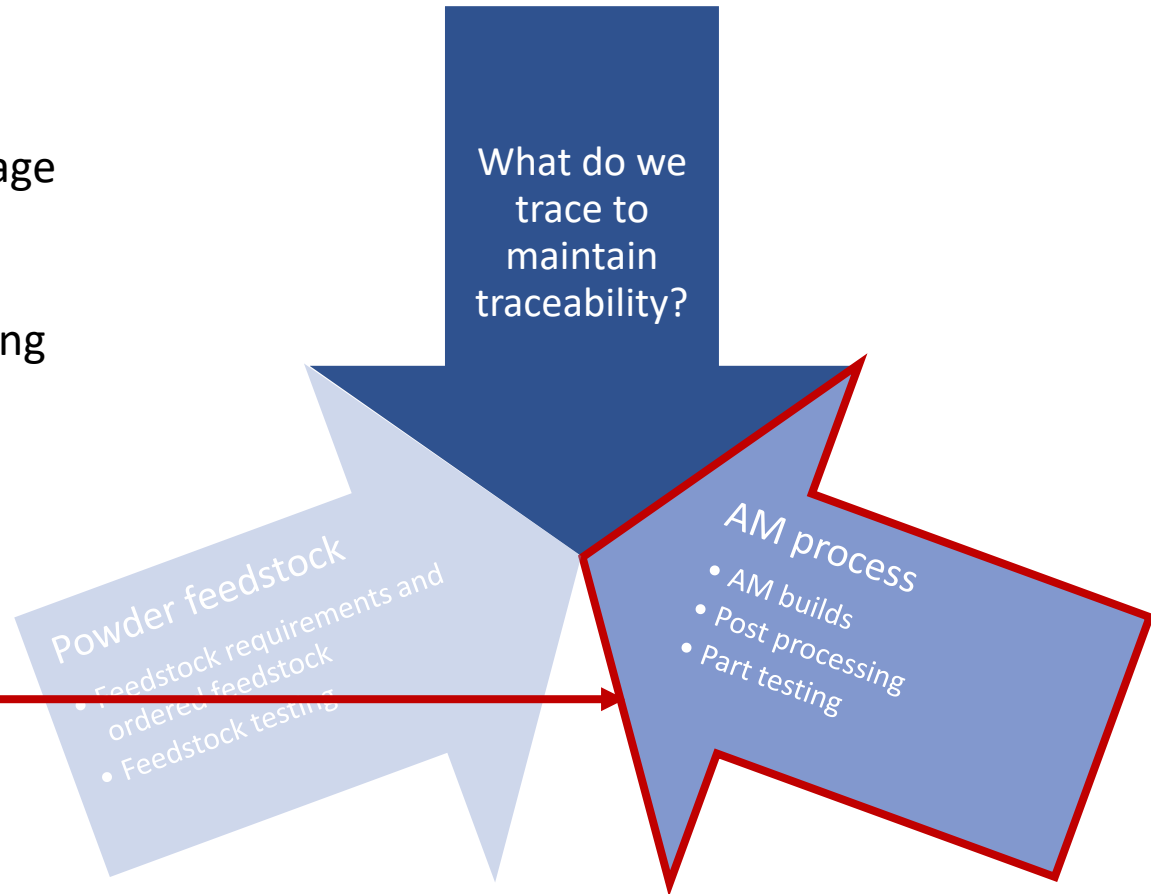 age
ng
What do we
trace to
maintain
traceability?
Powder feedstock
• Feedstock requirements and
ordered feedstock
• Feedstock testing
AM process
• AM builds
• Post processing
• Part testing